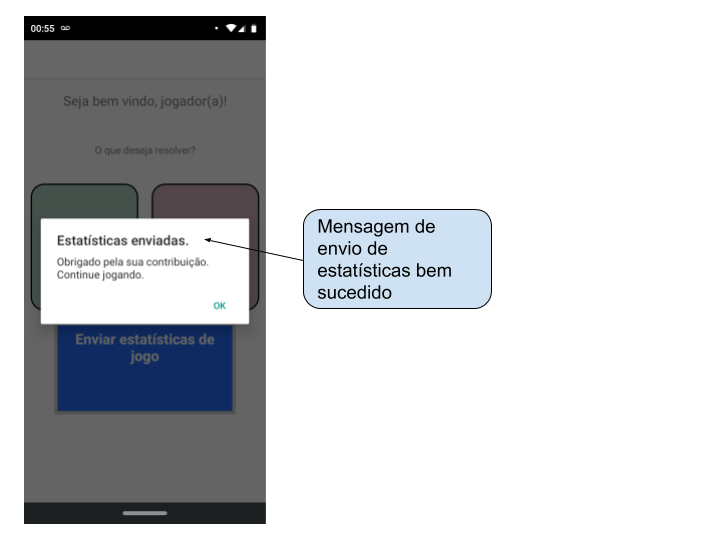 00:55
Seja bem vindo, jogador(a)!
O que deseja resolver?
Estatísticas enviadas.
Obrigado pela sua contribuição.
Continue jogando.
OK
Enviar estatísticas de
jogo
Mensagem de
envio de
estatísticas bem
sucedido